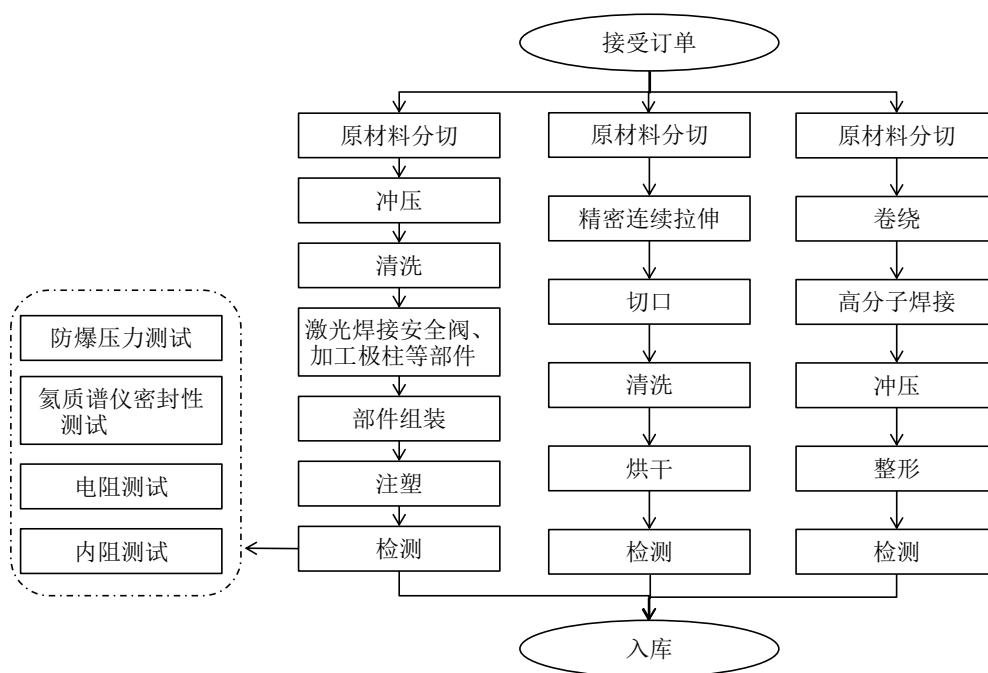 接受订单
原材料分切
冲压
清洗
激光焊接安全阀、
加工极柱等部件
部件组装
注塑
检测
防爆压力测试
氦质谱仪密封性
测试
电阻测试
内阻测试
原材料分切
精密连续拉伸
切口
清洗
烘干
检测
原材料分切
卷绕
高分子焊接
冲压
整形
检测
入库